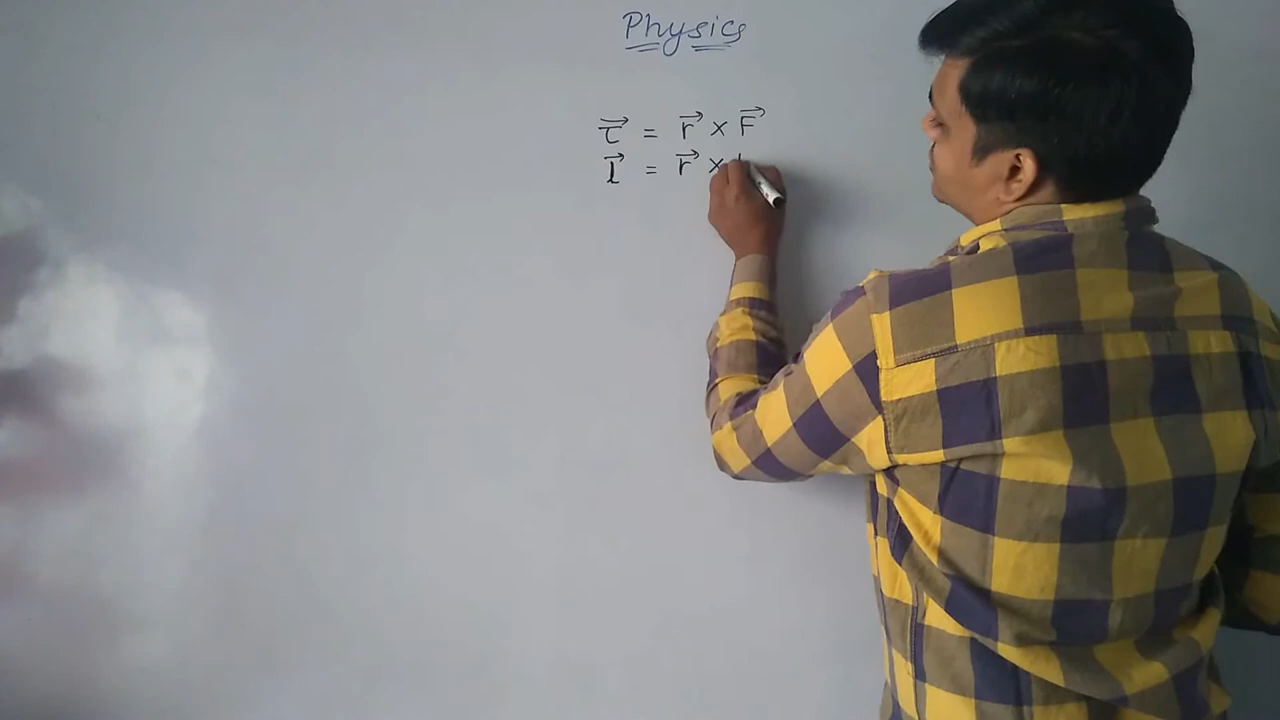 Physics
τ⃗ = r⃗ × F⃗
l⃗ = r⃗ ×